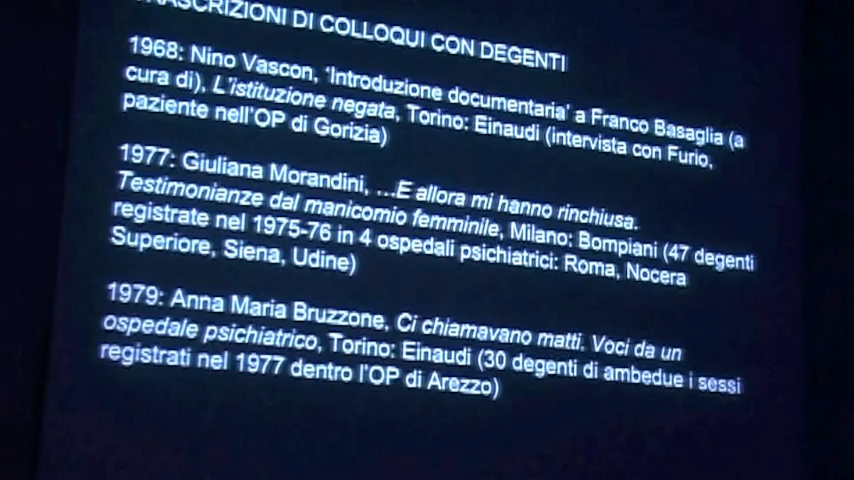 TRASCRIZIONI DI COLLOQUI CON DEGENTI
1968: Nino Vascon, 'Introduzione documentaria' a Franco Basaglia (a
cura di), L'istituzione negata, Torino: Einaudi (intervista con Furio,
paziente nell'OP di Gorizia)
1977: Giuliana Morandini, ...E allora mi hanno rinchiusa.
Testimonianze dal manicomio femminile, Milano: Bompiani (47 degenti
registrate nel 1975-76 in 4 ospedali psichiatrici: Roma, Nocera
Superiore, Siena, Udine)
1979: Anna Maria Bruzzone, Ci chiamavano matti. Voci da un
ospedale psichiatrico, Torino: Einaudi (30 degenti di ambedue i sessi
registrati nel 1977 dentro l'OP di Arezzo)